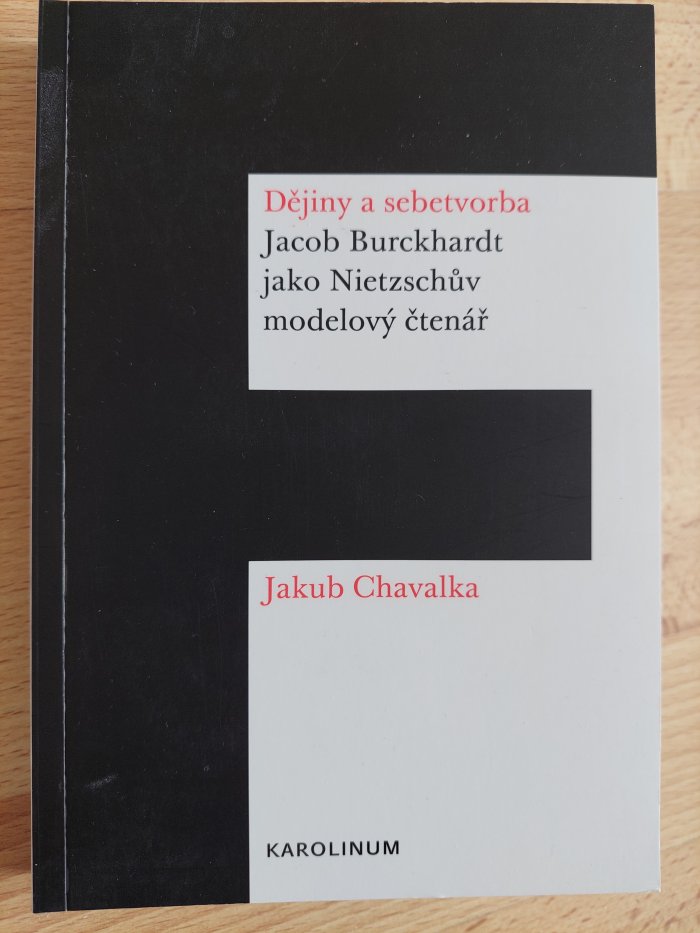 Dějiny a sebetvorba
Jacob Burckhardt
jako Nietzschův
modelový čtenář
Jakub Chavalka
KAROLINUM